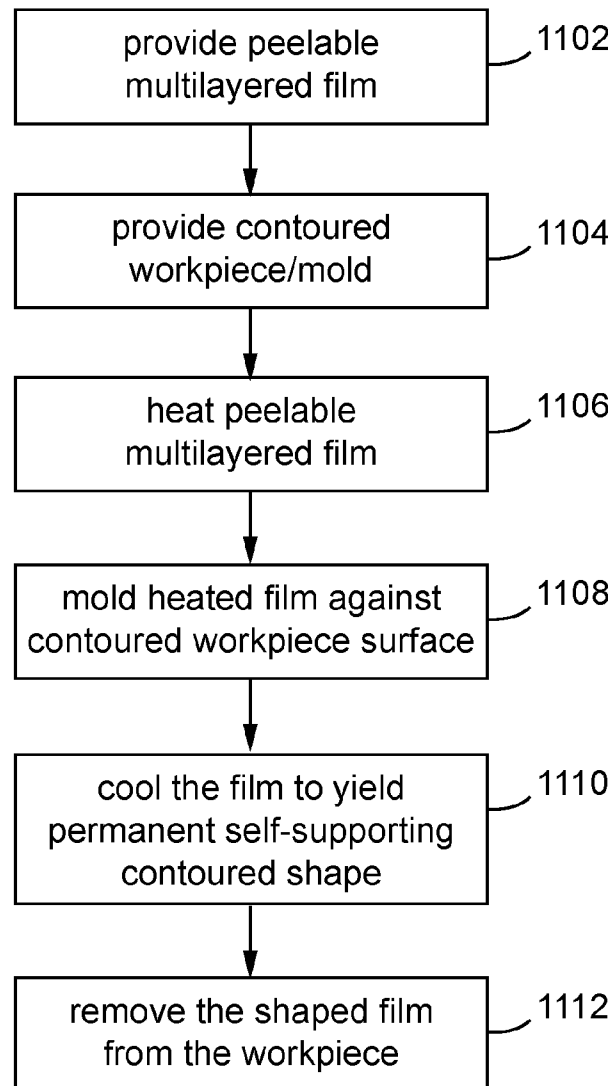 provide peelable
multilayered film
1102
provide contoured
workpiece/mold
1104
heat peelable
multilayered film
1106
mold heated film against
contoured workpiece surface
1108
cool the film to yield
permanent self-supporting
contoured shape
1110
remove the shaped film
from the workpiece
1112